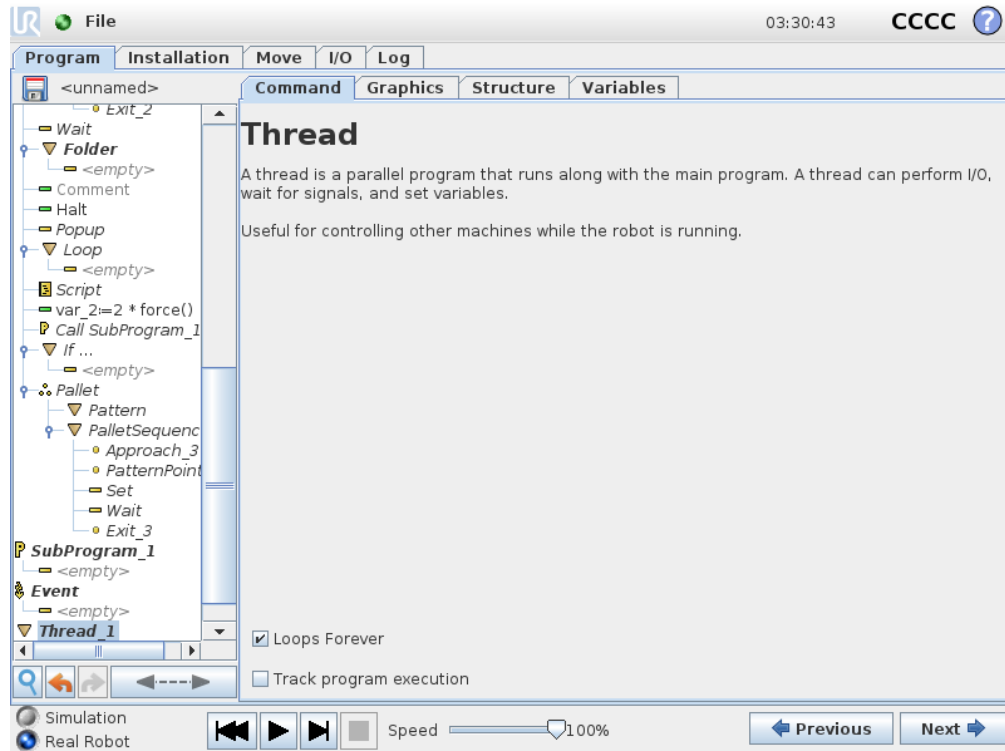 UR File 03:30:43 CCCC ?
Program Installation Move I/O Log
<unnamed> Command Graphics Structure Variables
Exit_2
Wait
Folder
<empty>
Comment
Halt
Popup
Loop
<empty>
Script
var_2:=2 * force()
Call SubProgram_1
If ...
<empty>
Pallet
Pattern
PalletSequenc
Approach_3
PatternPoint
Set
Wait
Exit_3
SubProgram_1
<empty>
Event
<empty>
Thread_1
Thread
A thread is a parallel program that runs along with the main program. A thread can perform I/O,
wait for signals, and set variables.
Useful for controlling other machines while the robot is running.
Loops Forever
Track program execution
Simulation
Real Robot
Speed 100%
Previous Next